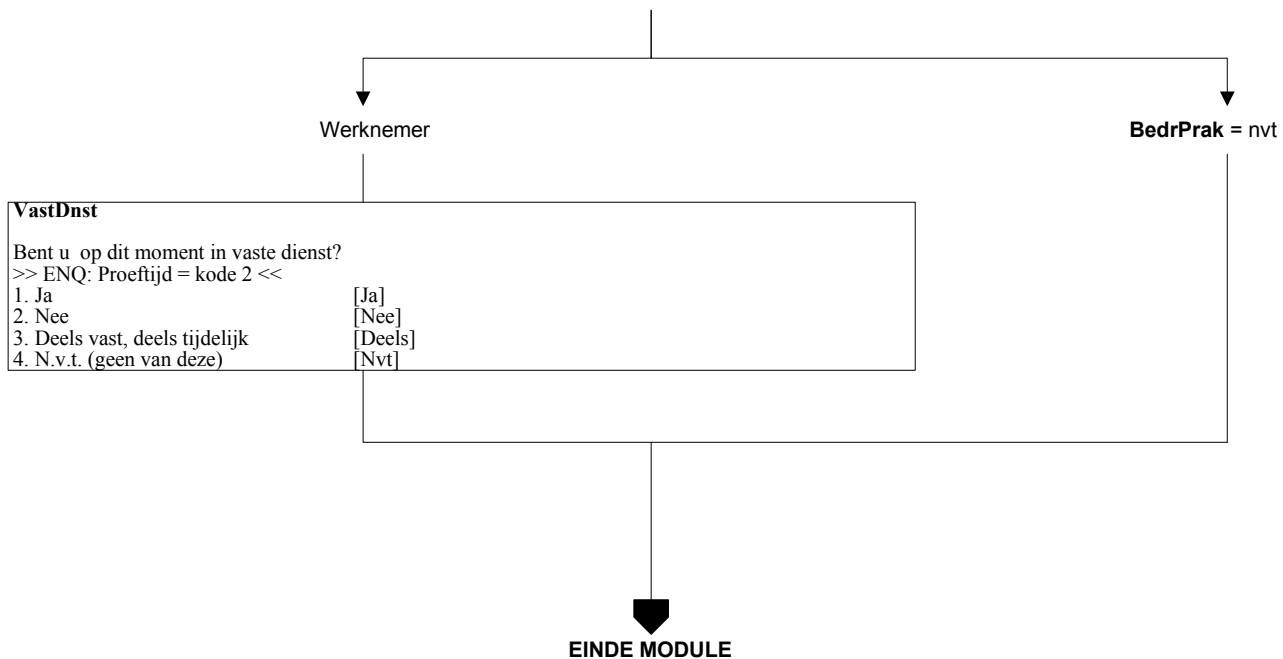 Werknemer
BedrPrak = nvt
VastDnst
Bent u op dit moment in vaste dienst?
>> ENQ: Proeftijd = kode 2 <<
1. Ja [Ja]
2. Nee [Nee]
3. Deels vast, deels tijdelijk [Deels]
4. N.v.t. (geen van deze) [Nvt]
EINDE MODULE